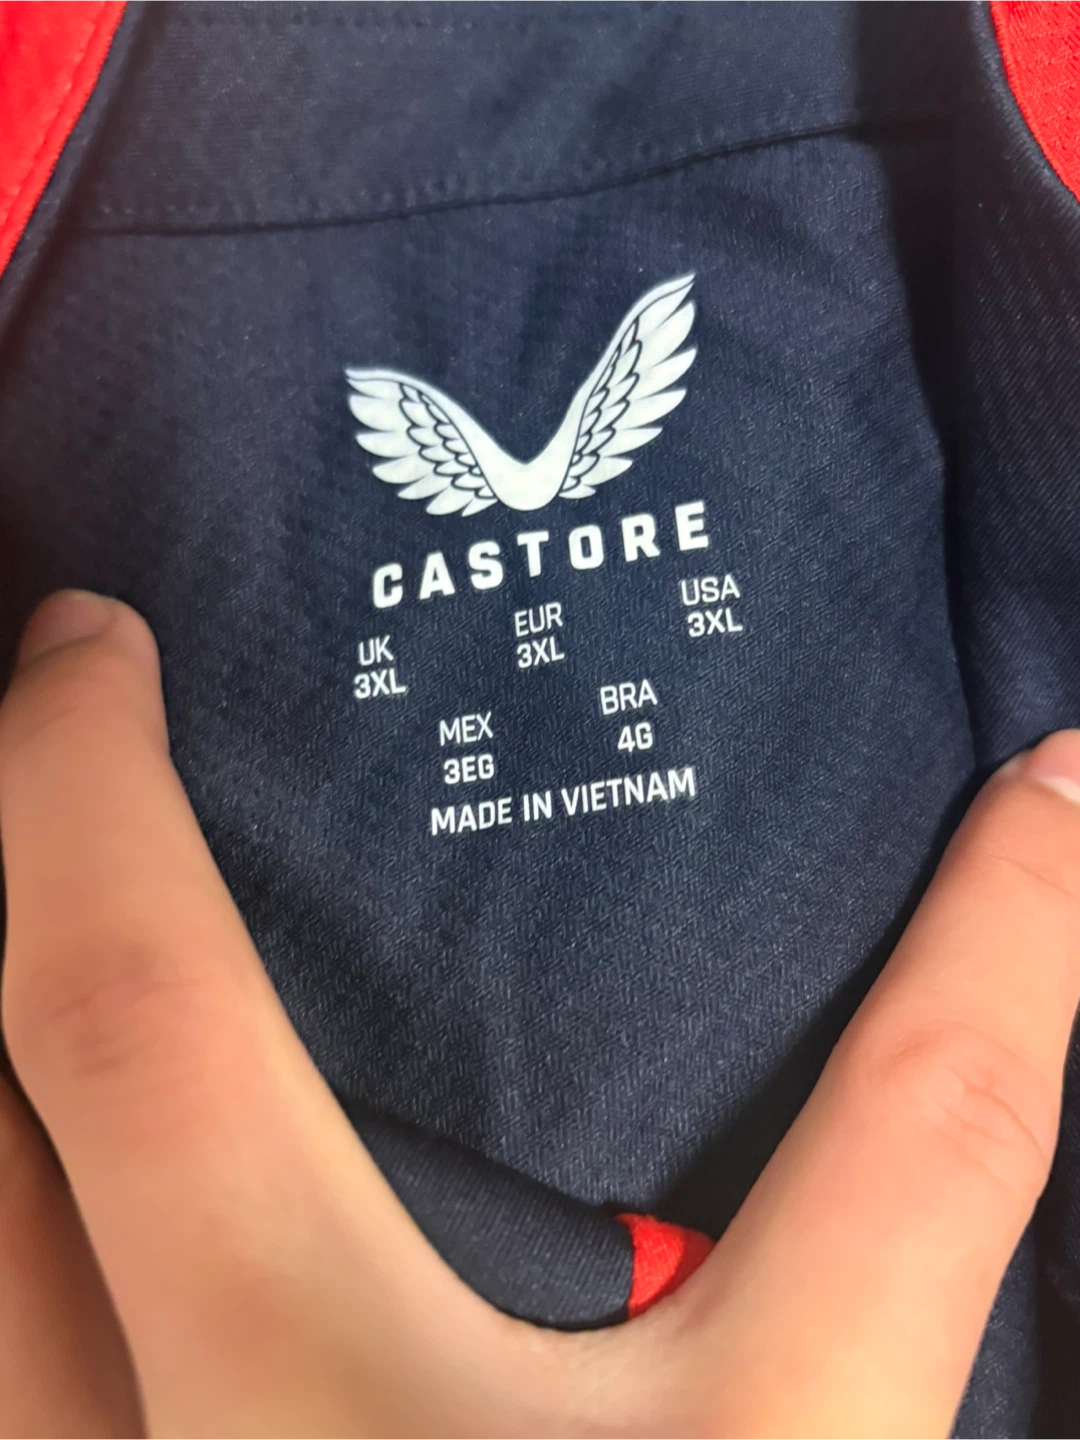 CASTORE
UK EUR USA
3XL 3XL 3XL
MEX BRA
3EG 4G
MADE IN VIETNAM